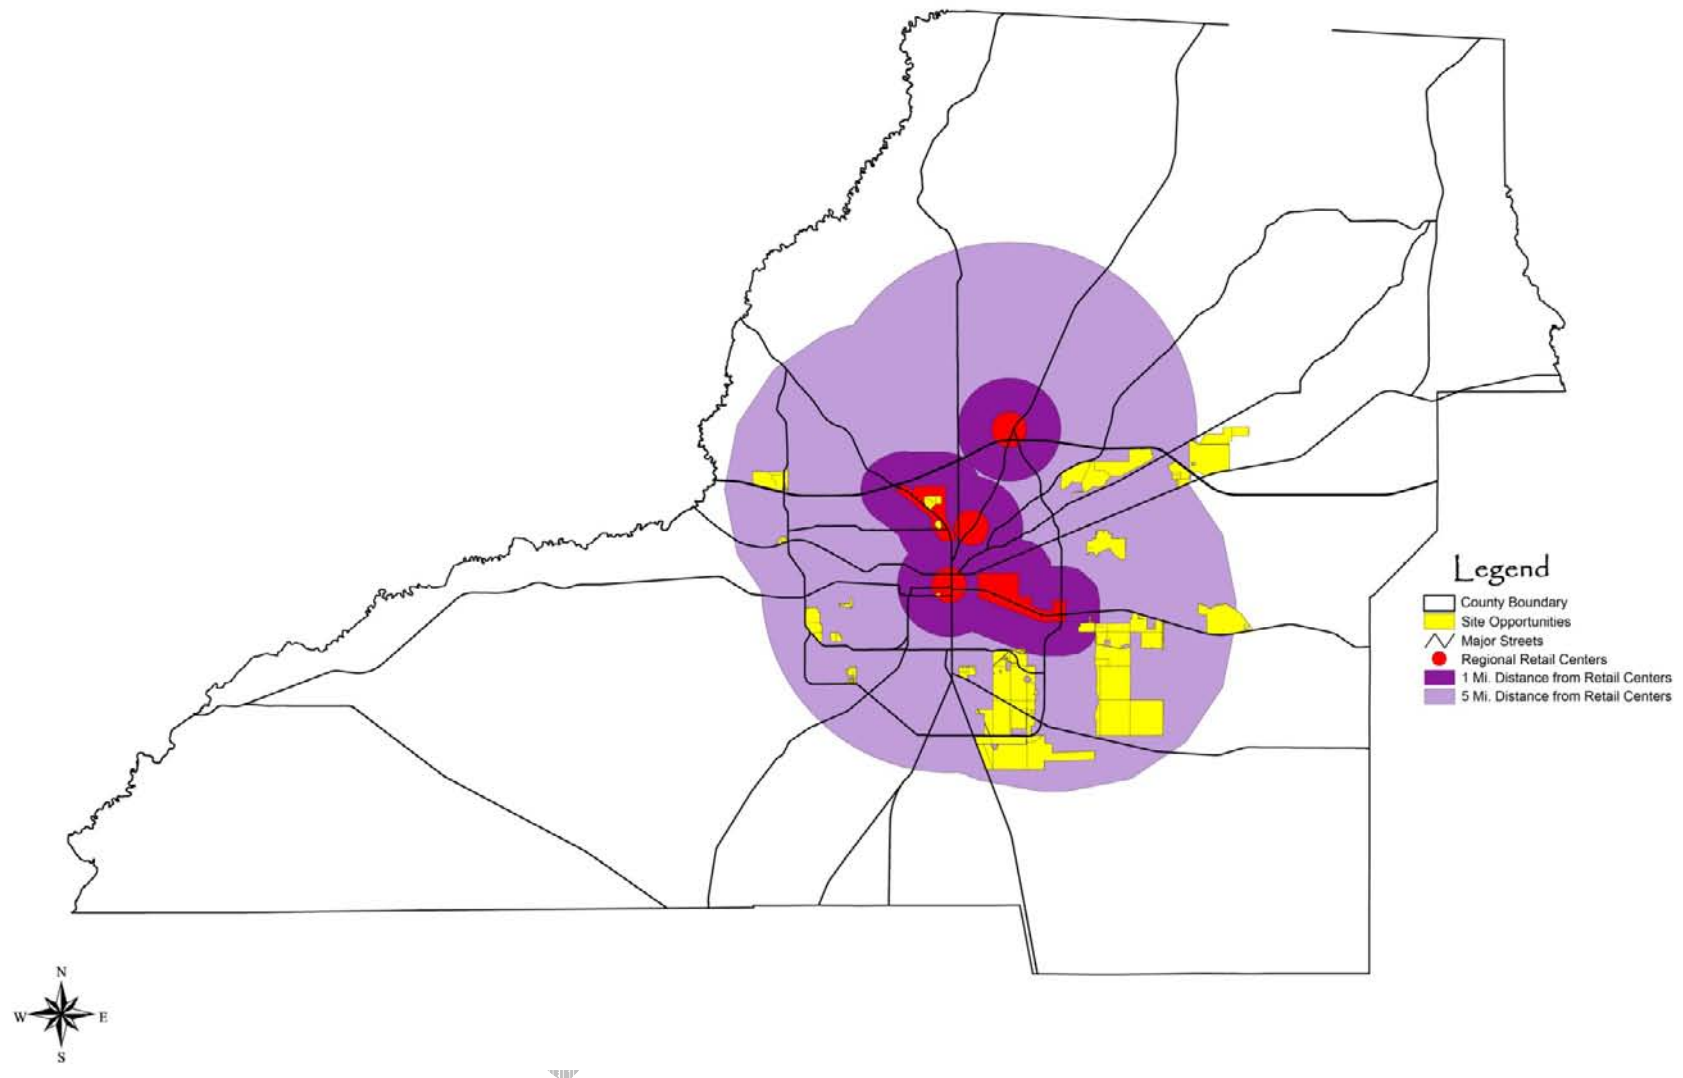 Legend
County Boundary
Site Opportunities
Major Streets
Regional Retail Centers
1 Mi. Distance from Retail Centers
5 Mi. Distance from Retail Centers
N
W E
S